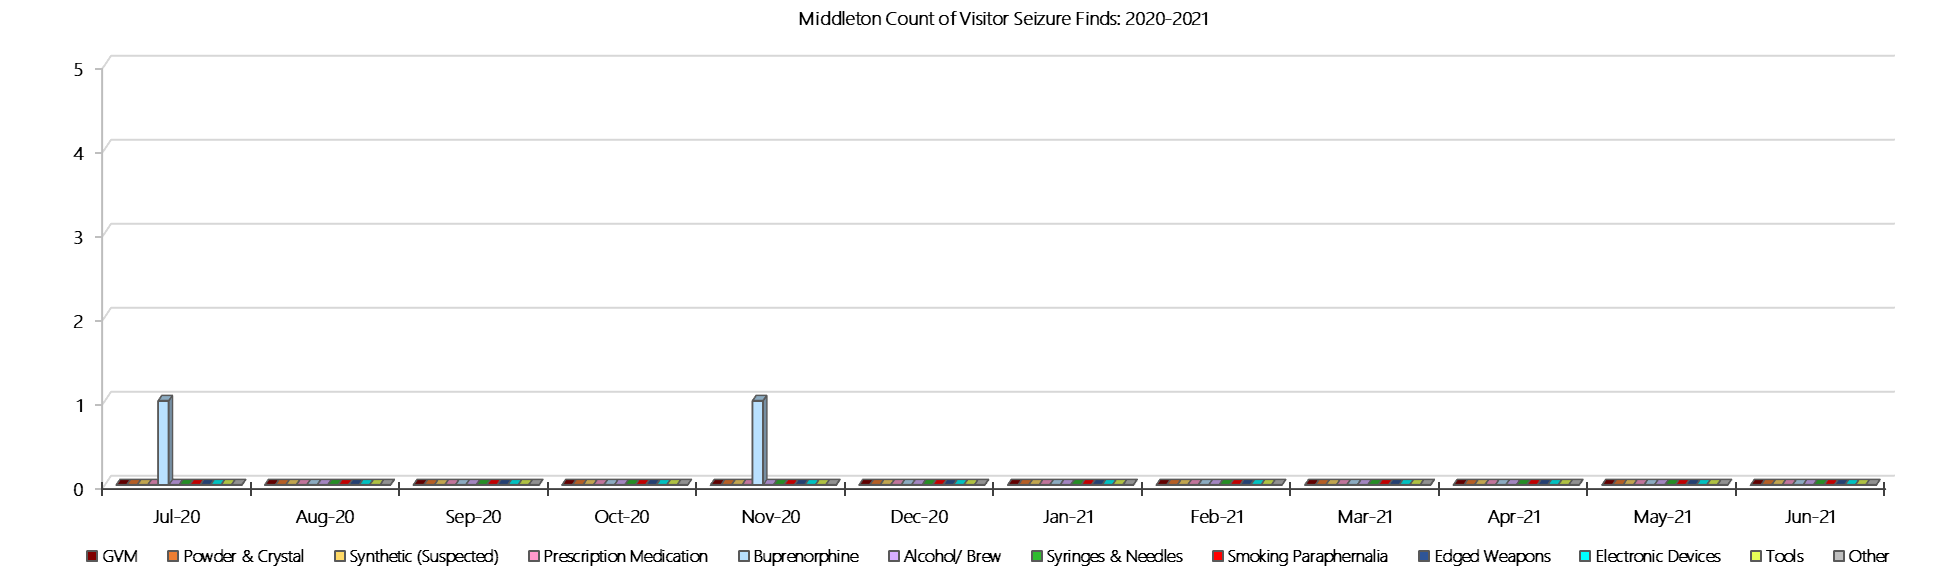 Middleton Count of Visitor Seizure Finds: 2020-2021
5
4
3
2
1
0
Jul-20 Aug-20 Sep-20 Oct-20 Nov-20 Dec-20 Jan-21 Feb-21 Mar-21 Apr-21 May-21 Jun-21
GVM Powder & Crystal Synthetic (Suspected) Prescription Medication Buprenorphine Alcohol/ Brew Syringes & Needles Smoking Paraphernalia Edged Weapons Electronic Devices Tools Other